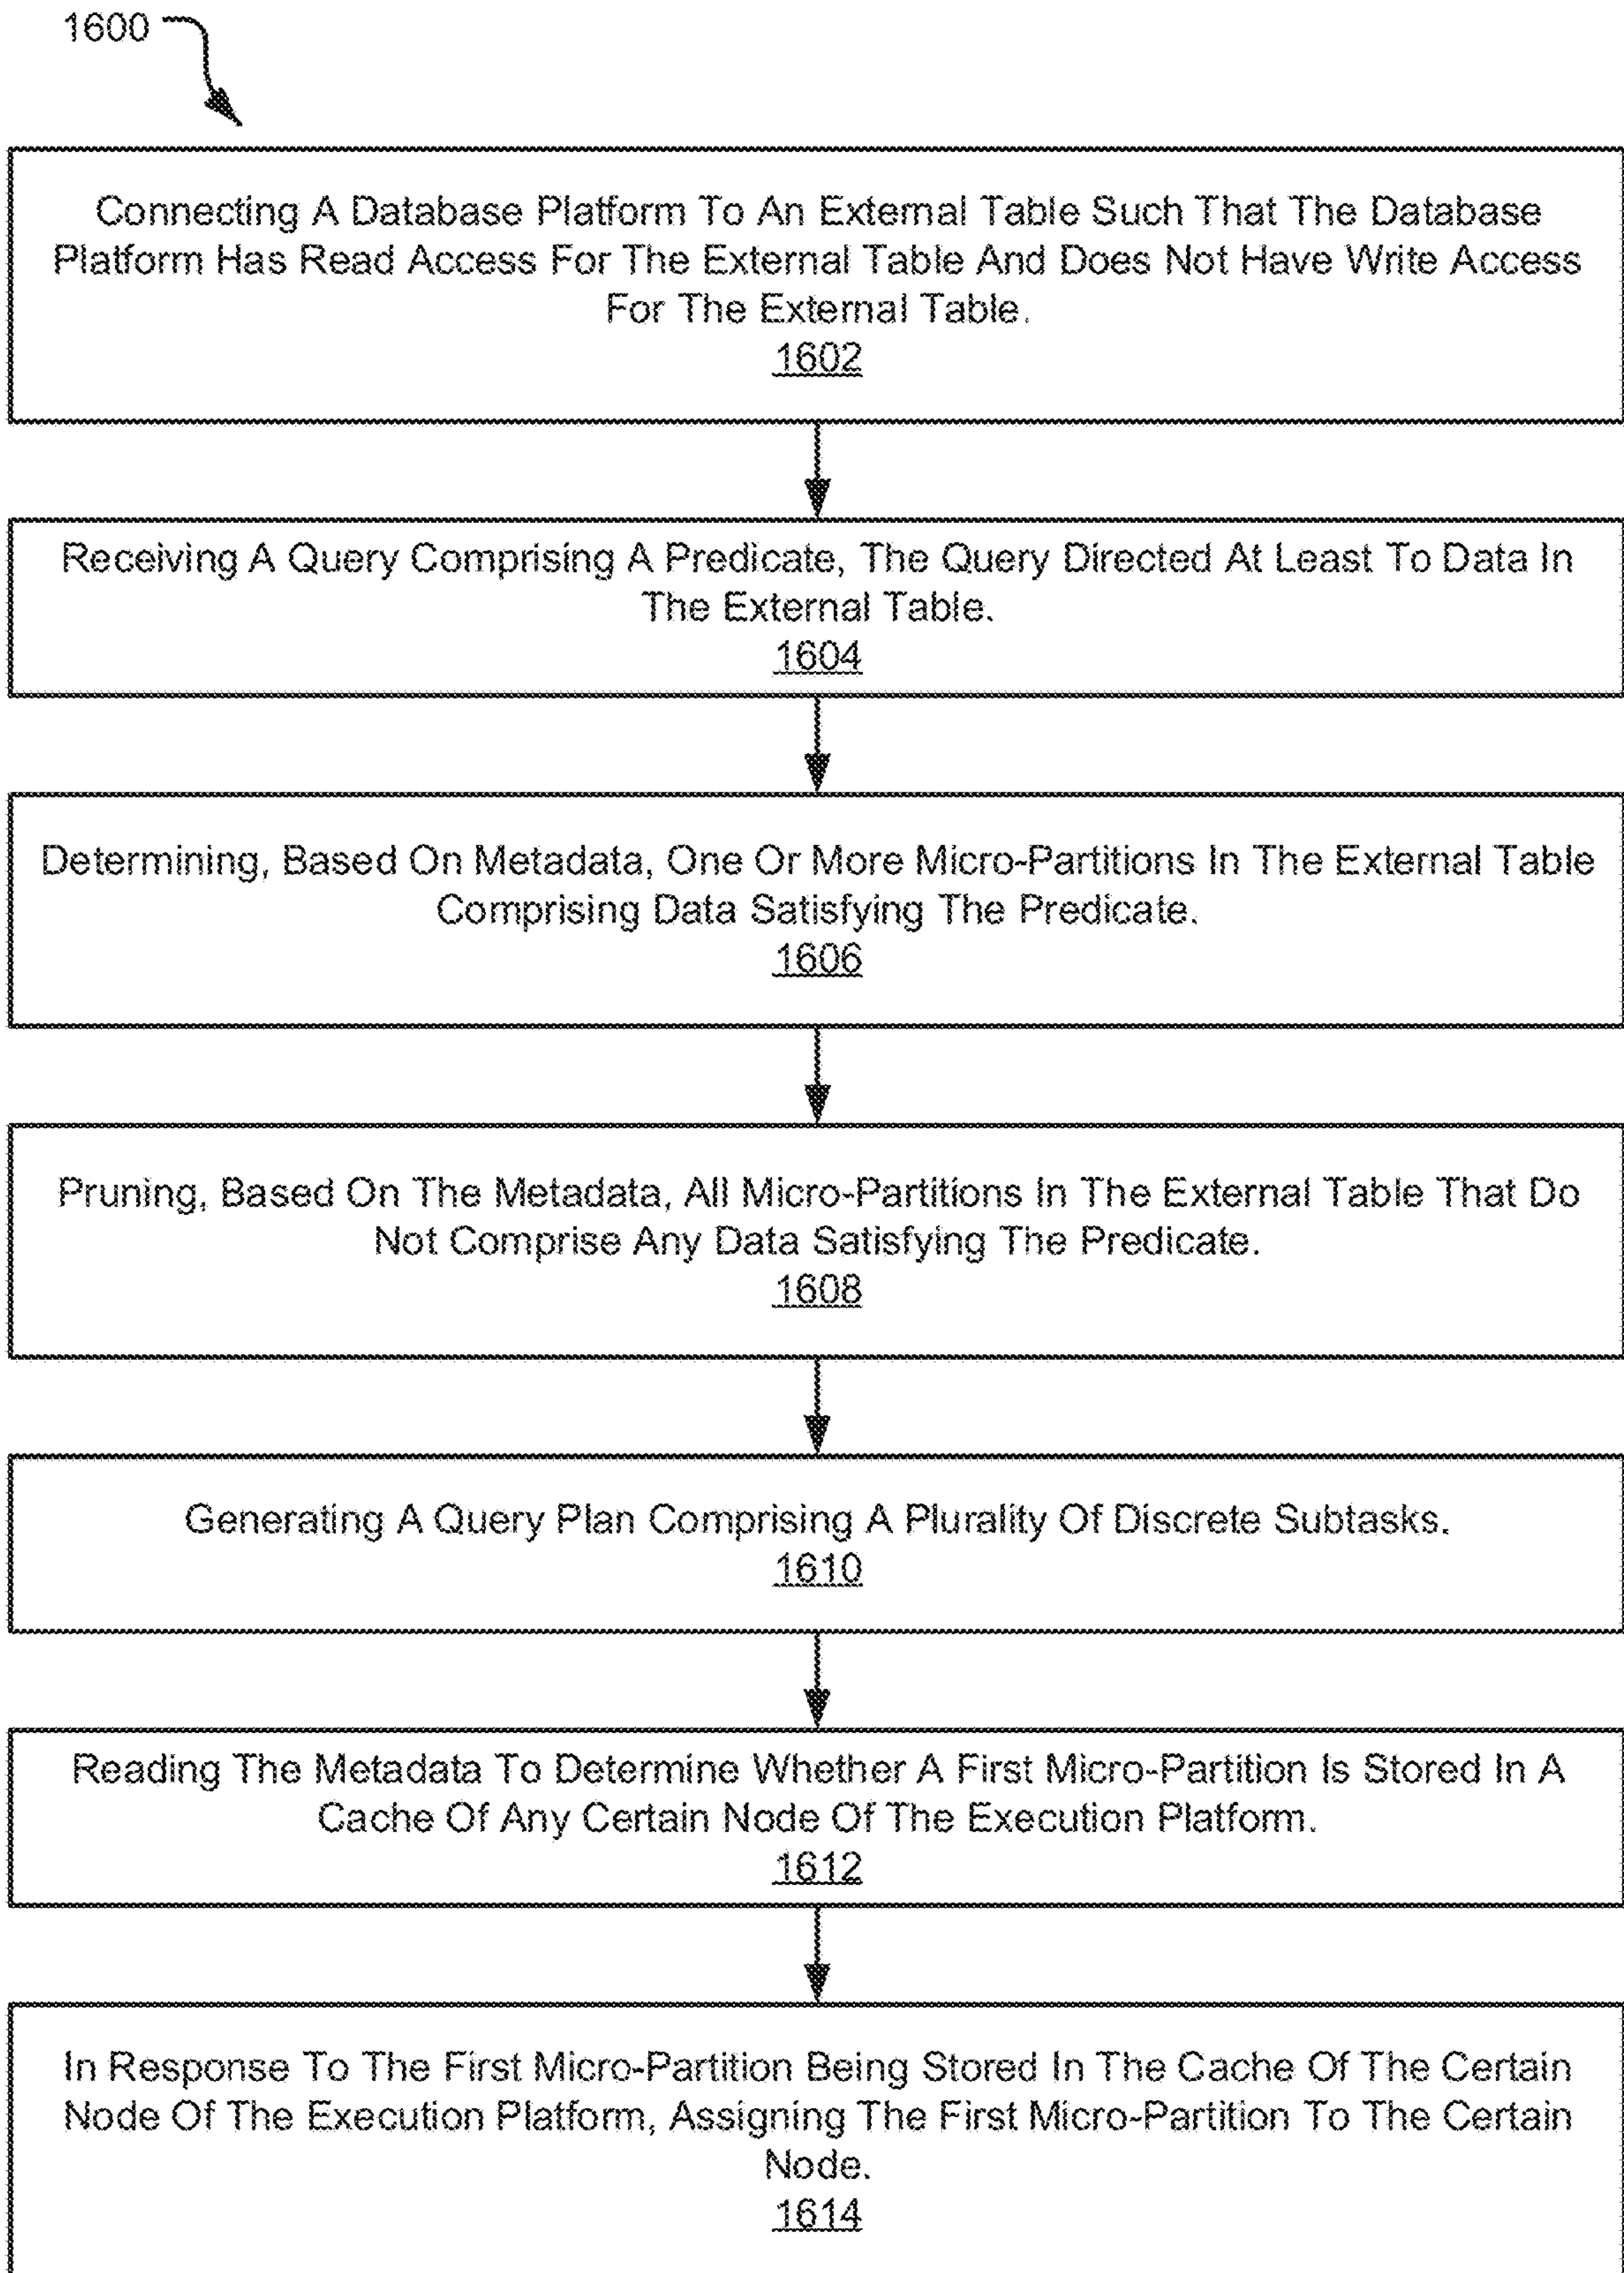 1600
Connecting A Database Platform To An External Table Such That The Database
Platform Has Read Access For The External Table And Does Not Have Write Access
For The External Table.
1602
Receiving A Query Comprising A Predicate, The Query Directed At Least To Data In
The External Table.
1604
Determining, Based On Metadata, One Or More Micro-Partitions In The External Table
Comprising Data Satisfying The Predicate.
1606
Pruning, Based On The Metadata, All Micro-Partitions In The External Table That Do
Not Comprise Any Data Satisfying The Predicate.
1608
Generating A Query Plan Comprising A Plurality Of Discrete Subtasks.
1610
Reading The Metadata To Determine Whether A First Micro-Partition Is Stored In A
Cache Of Any Certain Node Of The Execution Platform.
1612
In Response To The First Micro-Partition Being Stored In The Cache Of The Certain
Node Of The Execution Platform, Assigning The First Micro-Partition To The Certain
Node.
1614